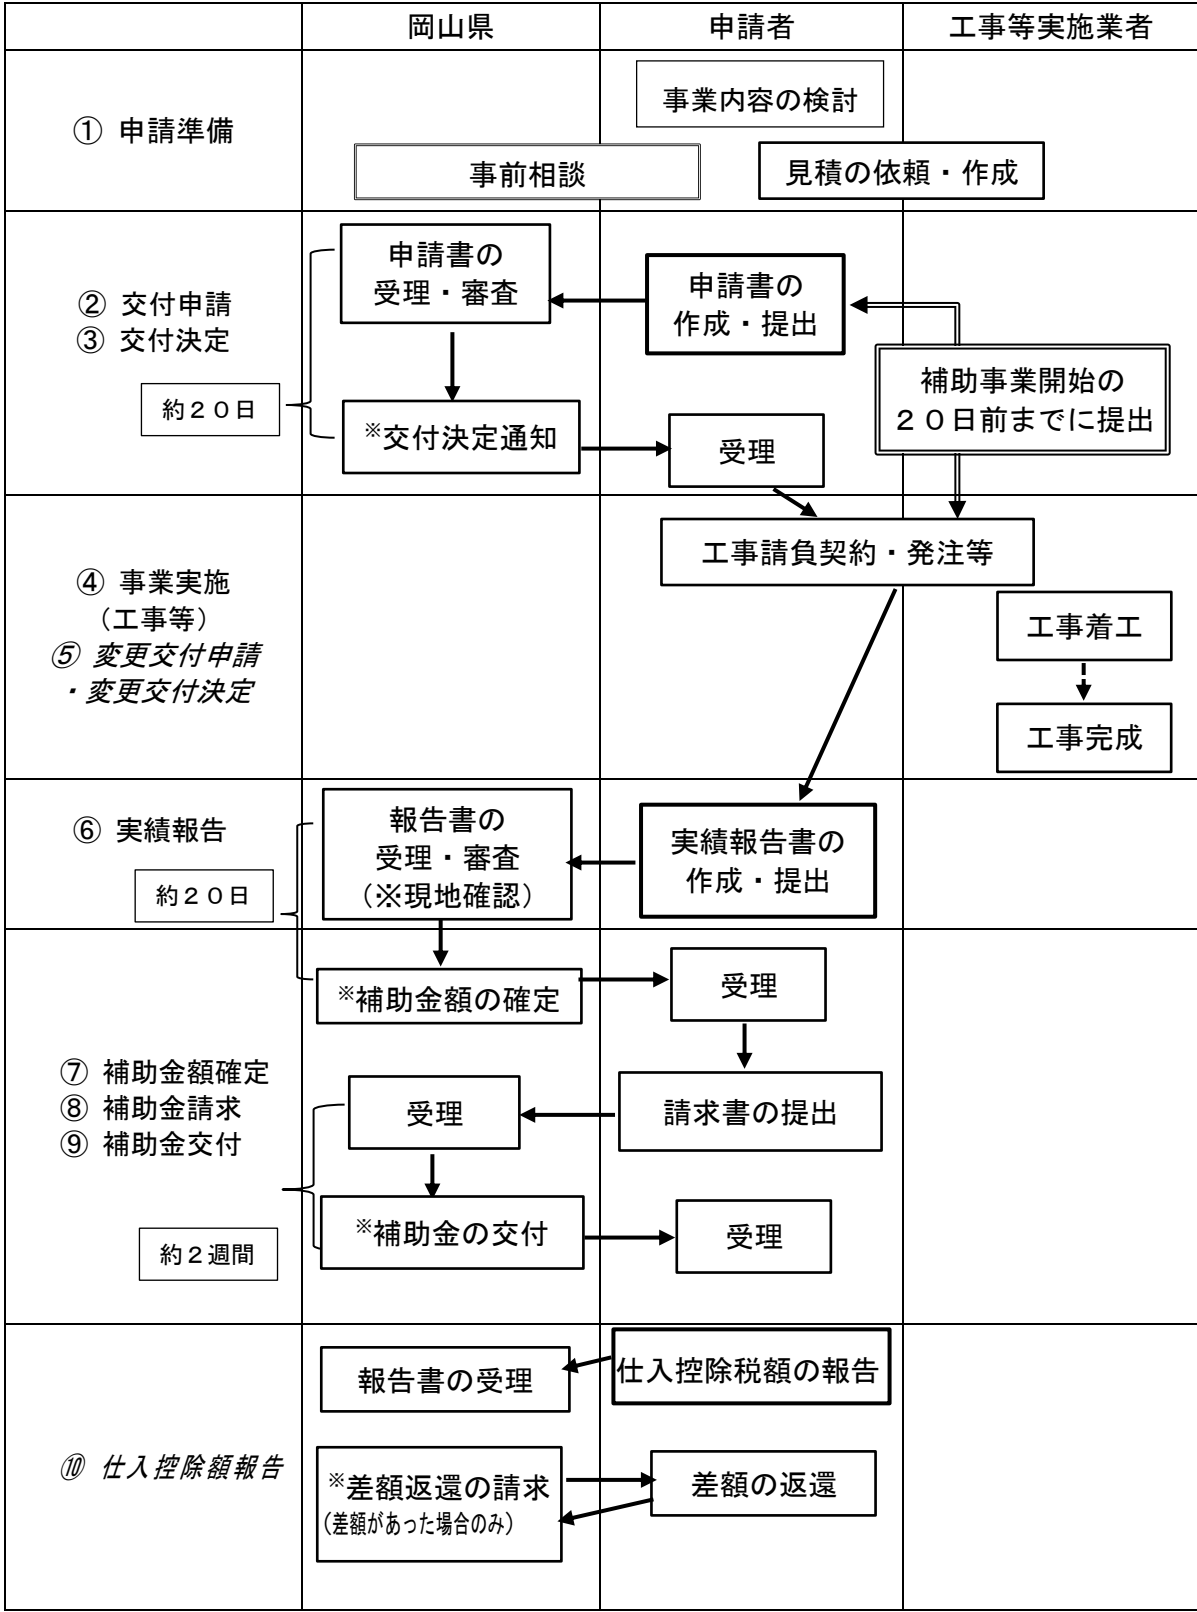 岡山県
申請者
工事等実施業者
① 申請準備
事業内容の検討
事前相談
見積の依頼・作成
② 交付申請
③ 交付決定
約２０日
申請書の
受理・審査
申請書の
作成・提出
補助事業開始の
２０日前までに提出
※交付決定通知
受理
④ 事業実施
（工事等）
⑤ 変更交付申請
・変更交付決定
工事請負契約・発注等
工事着工
工事完成
⑥ 実績報告
約２０日
報告書の
受理・審査
（※現地確認）
実績報告書の
作成・提出
※補助金額の確定
受理
⑦ 補助金額確定
⑧ 補助金請求
⑨ 補助金交付
約２週間
受理
請求書の提出
※補助金の交付
受理
⑩ 仕入控除額報告
報告書の受理
仕入控除税額の報告
※差額返還の請求
（差額があった場合のみ）
差額の返還